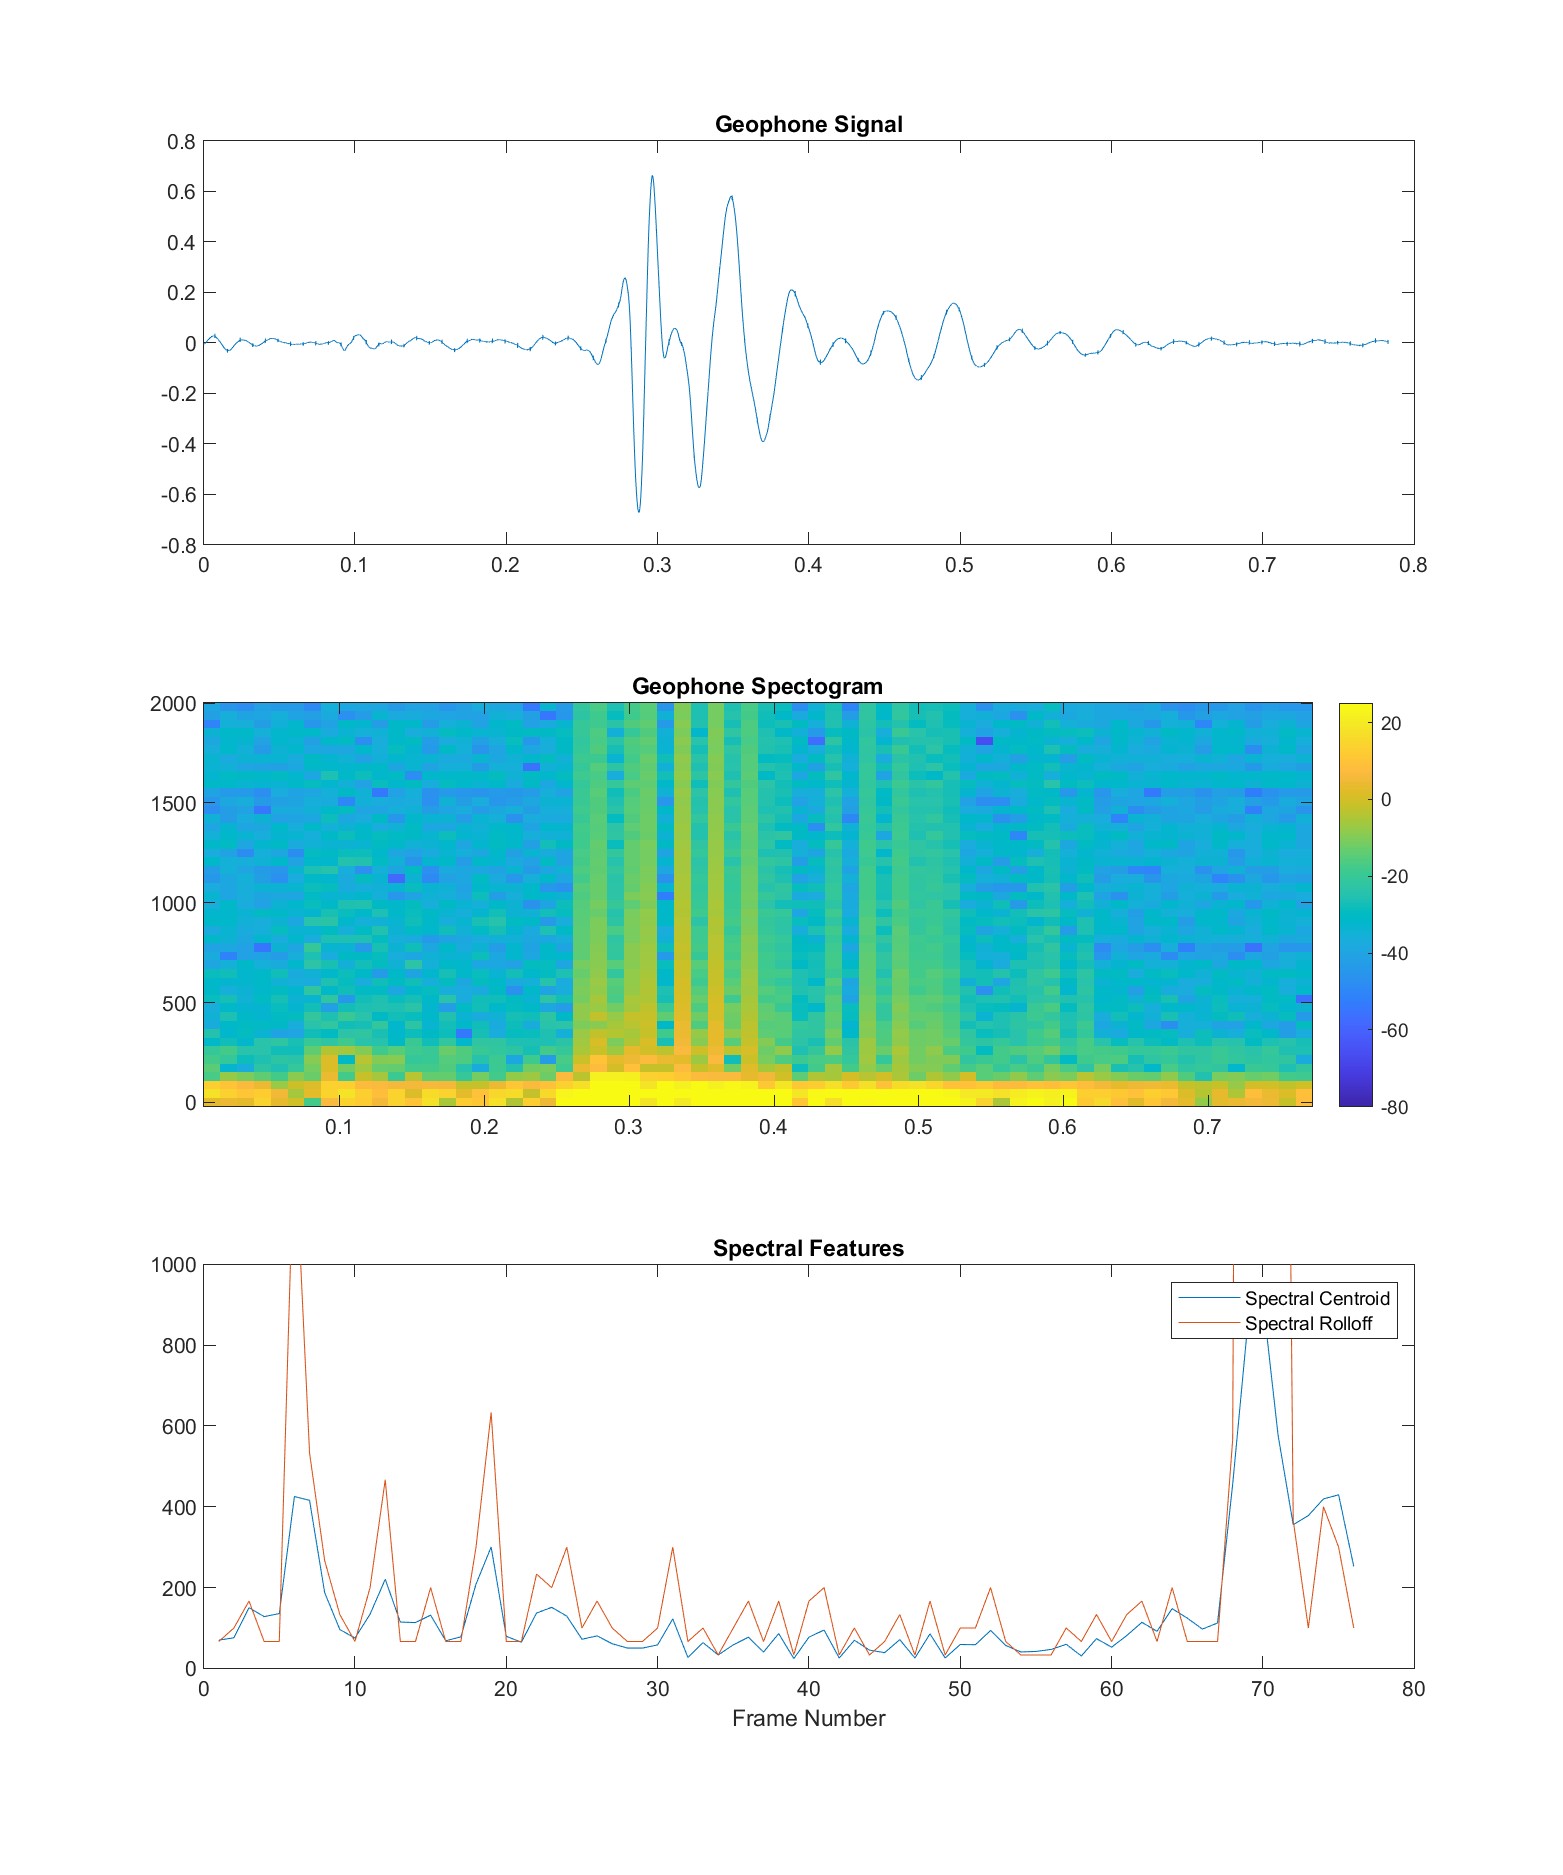 Geophone Signal
0.8
0.6
0.4
0.2
0
-0.2
-0.4
-0.6
-0.8
0 0.1 0.2 0.3 0.4 0.5 0.6 0.7 0.8
Geophone Spectogram
2000
1500
1000
500
0
0.1 0.2 0.3 0.4 0.5 0.6 0.7
20
0
-20
-40
-60
-80
Spectral Features
1000
800
600
400
200
0
Spectral Centroid
Spectral Rolloff
0 10 20 30 40 50 60 70 80
Frame Number